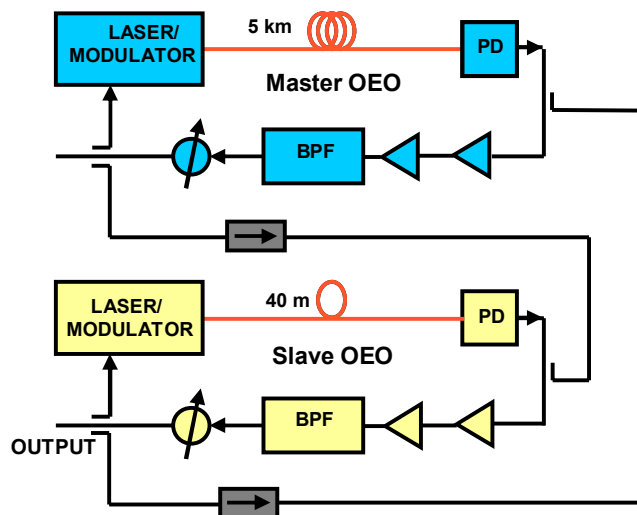 LASER/
MODULATOR
5 km
PD
Master OEO
BPF
LASER/
MODULATOR
40 m
PD
Slave OEO
BPF
OUTPUT